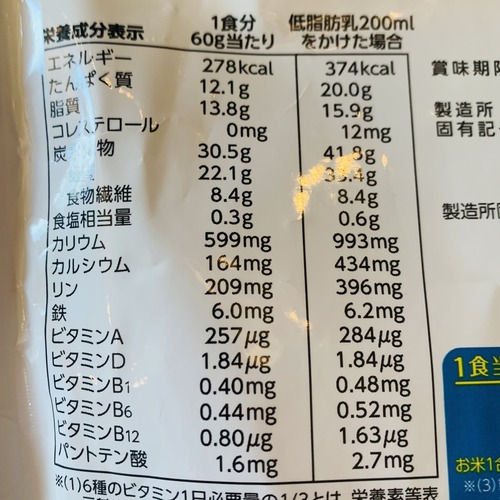 栄養成分表示 1食分 60g当たり 低脂肪乳200ml をかけた場合
エネルギー 278kcal 374kcal
たんぱく質 12.1g 20.0g
脂質 13.8g 15.9g
コレステロール 0mg 12mg
炭 物 30.5g 41.8g
22.1g
食物繊維 8.4g 8.4g
食塩相当量 0.3g 0.6g
カリウム 599mg 993mg
カルシウム 164mg 434mg
リン 209mg 396mg
鉄 6.0mg 6.2mg
ビタミンA 257μg 284μg
ビタミンD 1.84μg 1.84μg
ビタミンB1 0.40mg 0.48mg
ビタミンB6 0.44mg 0.52mg
ビタミンB12 0.80μg 1.63μg
パントテン酸 1.6mg 2.7mg
※(1)6種のビタミン1日必要量の1/3とは、栄養素等表
賞味期限
製造所
固有記
製造所
1食
お米1
※(3)